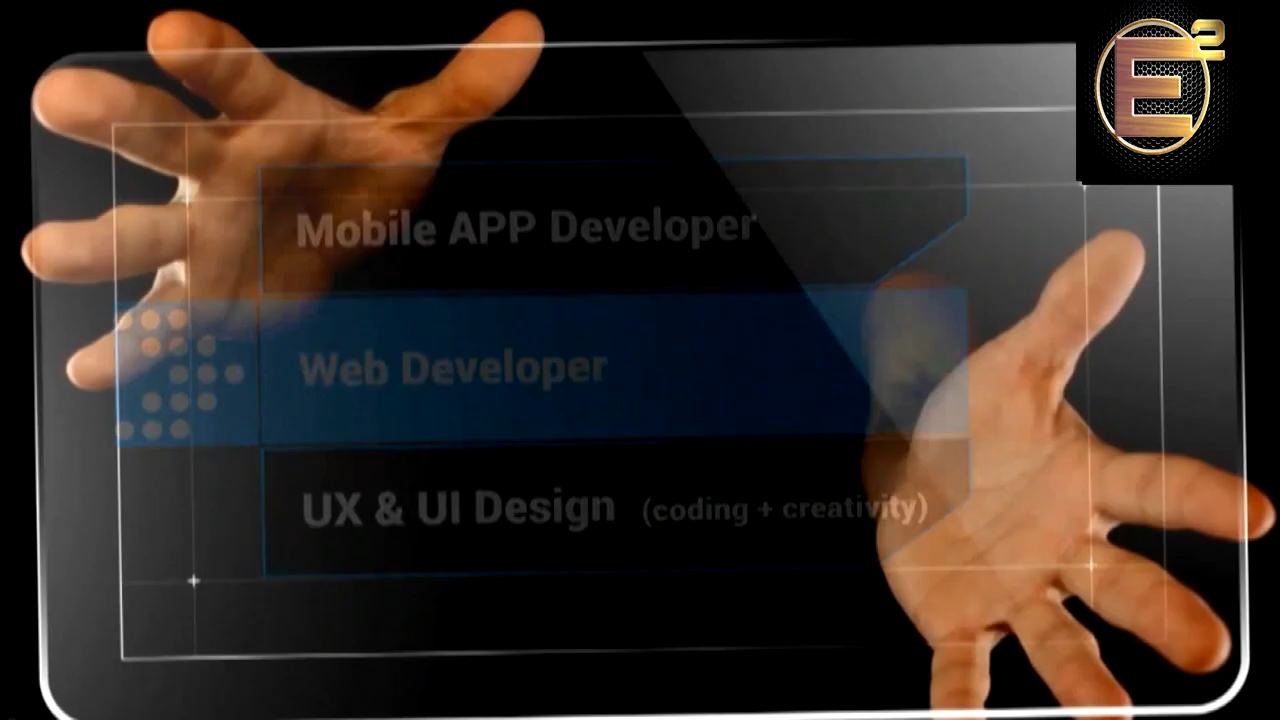 E²
Mobile APP Developer
Web Developer
UX & UI Design (coding + creativity)